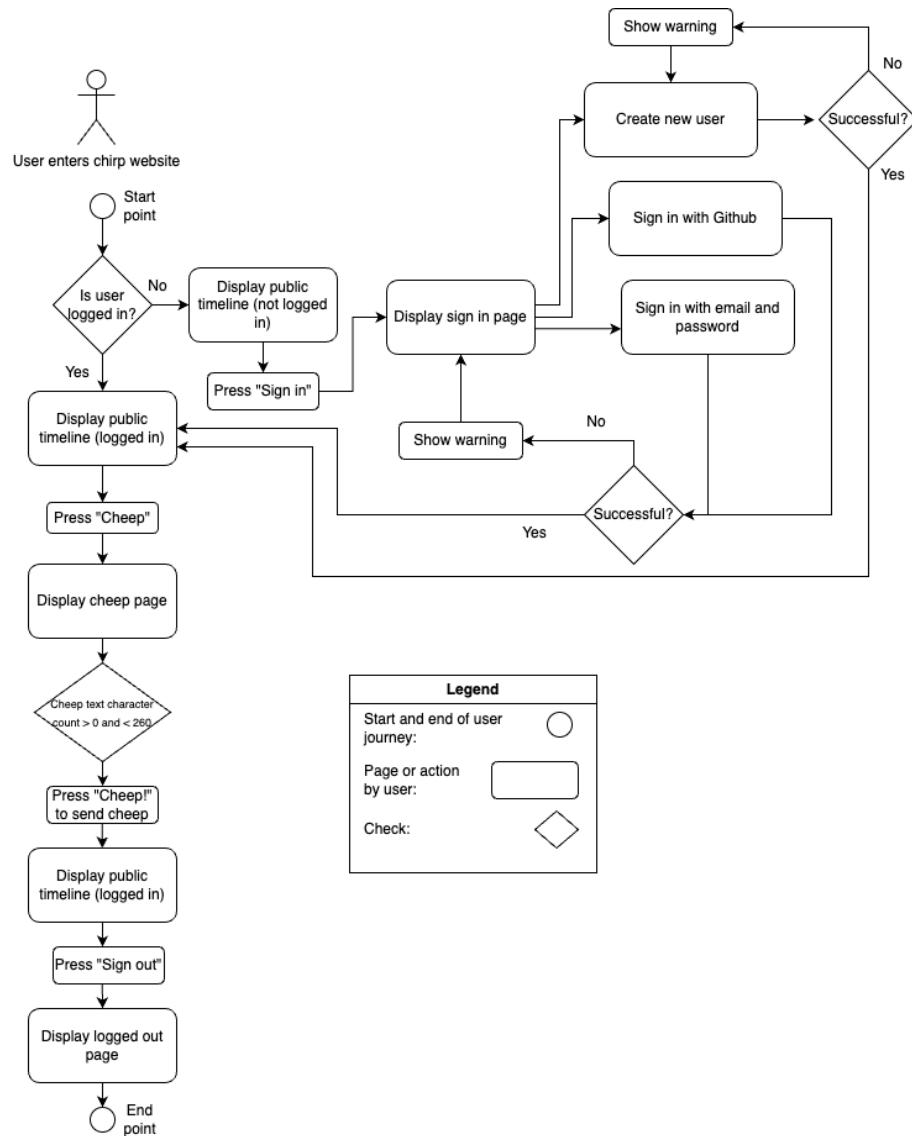 Show warning
No
Create new user
Successful?
Yes
User enters chirp website
Start
point
Sign in with Github
Is user
logged in?
No
Yes
Display public
timeline (not logged
in)
Press "Sign in"
Display sign in page
Sign in with email and
password
Display public
timeline (logged in)
Show warning
No
Successful?
Yes
Press "Cheep"
Display cheep page
Cheep text character
count > 0 and < 260
Press "Cheep!"
to send cheep
Display public
timeline (logged in)
Press "Sign out"
Display logged out
page
End
point
Legend
Start and end of user
journey:
Page or action
by user:
Check: